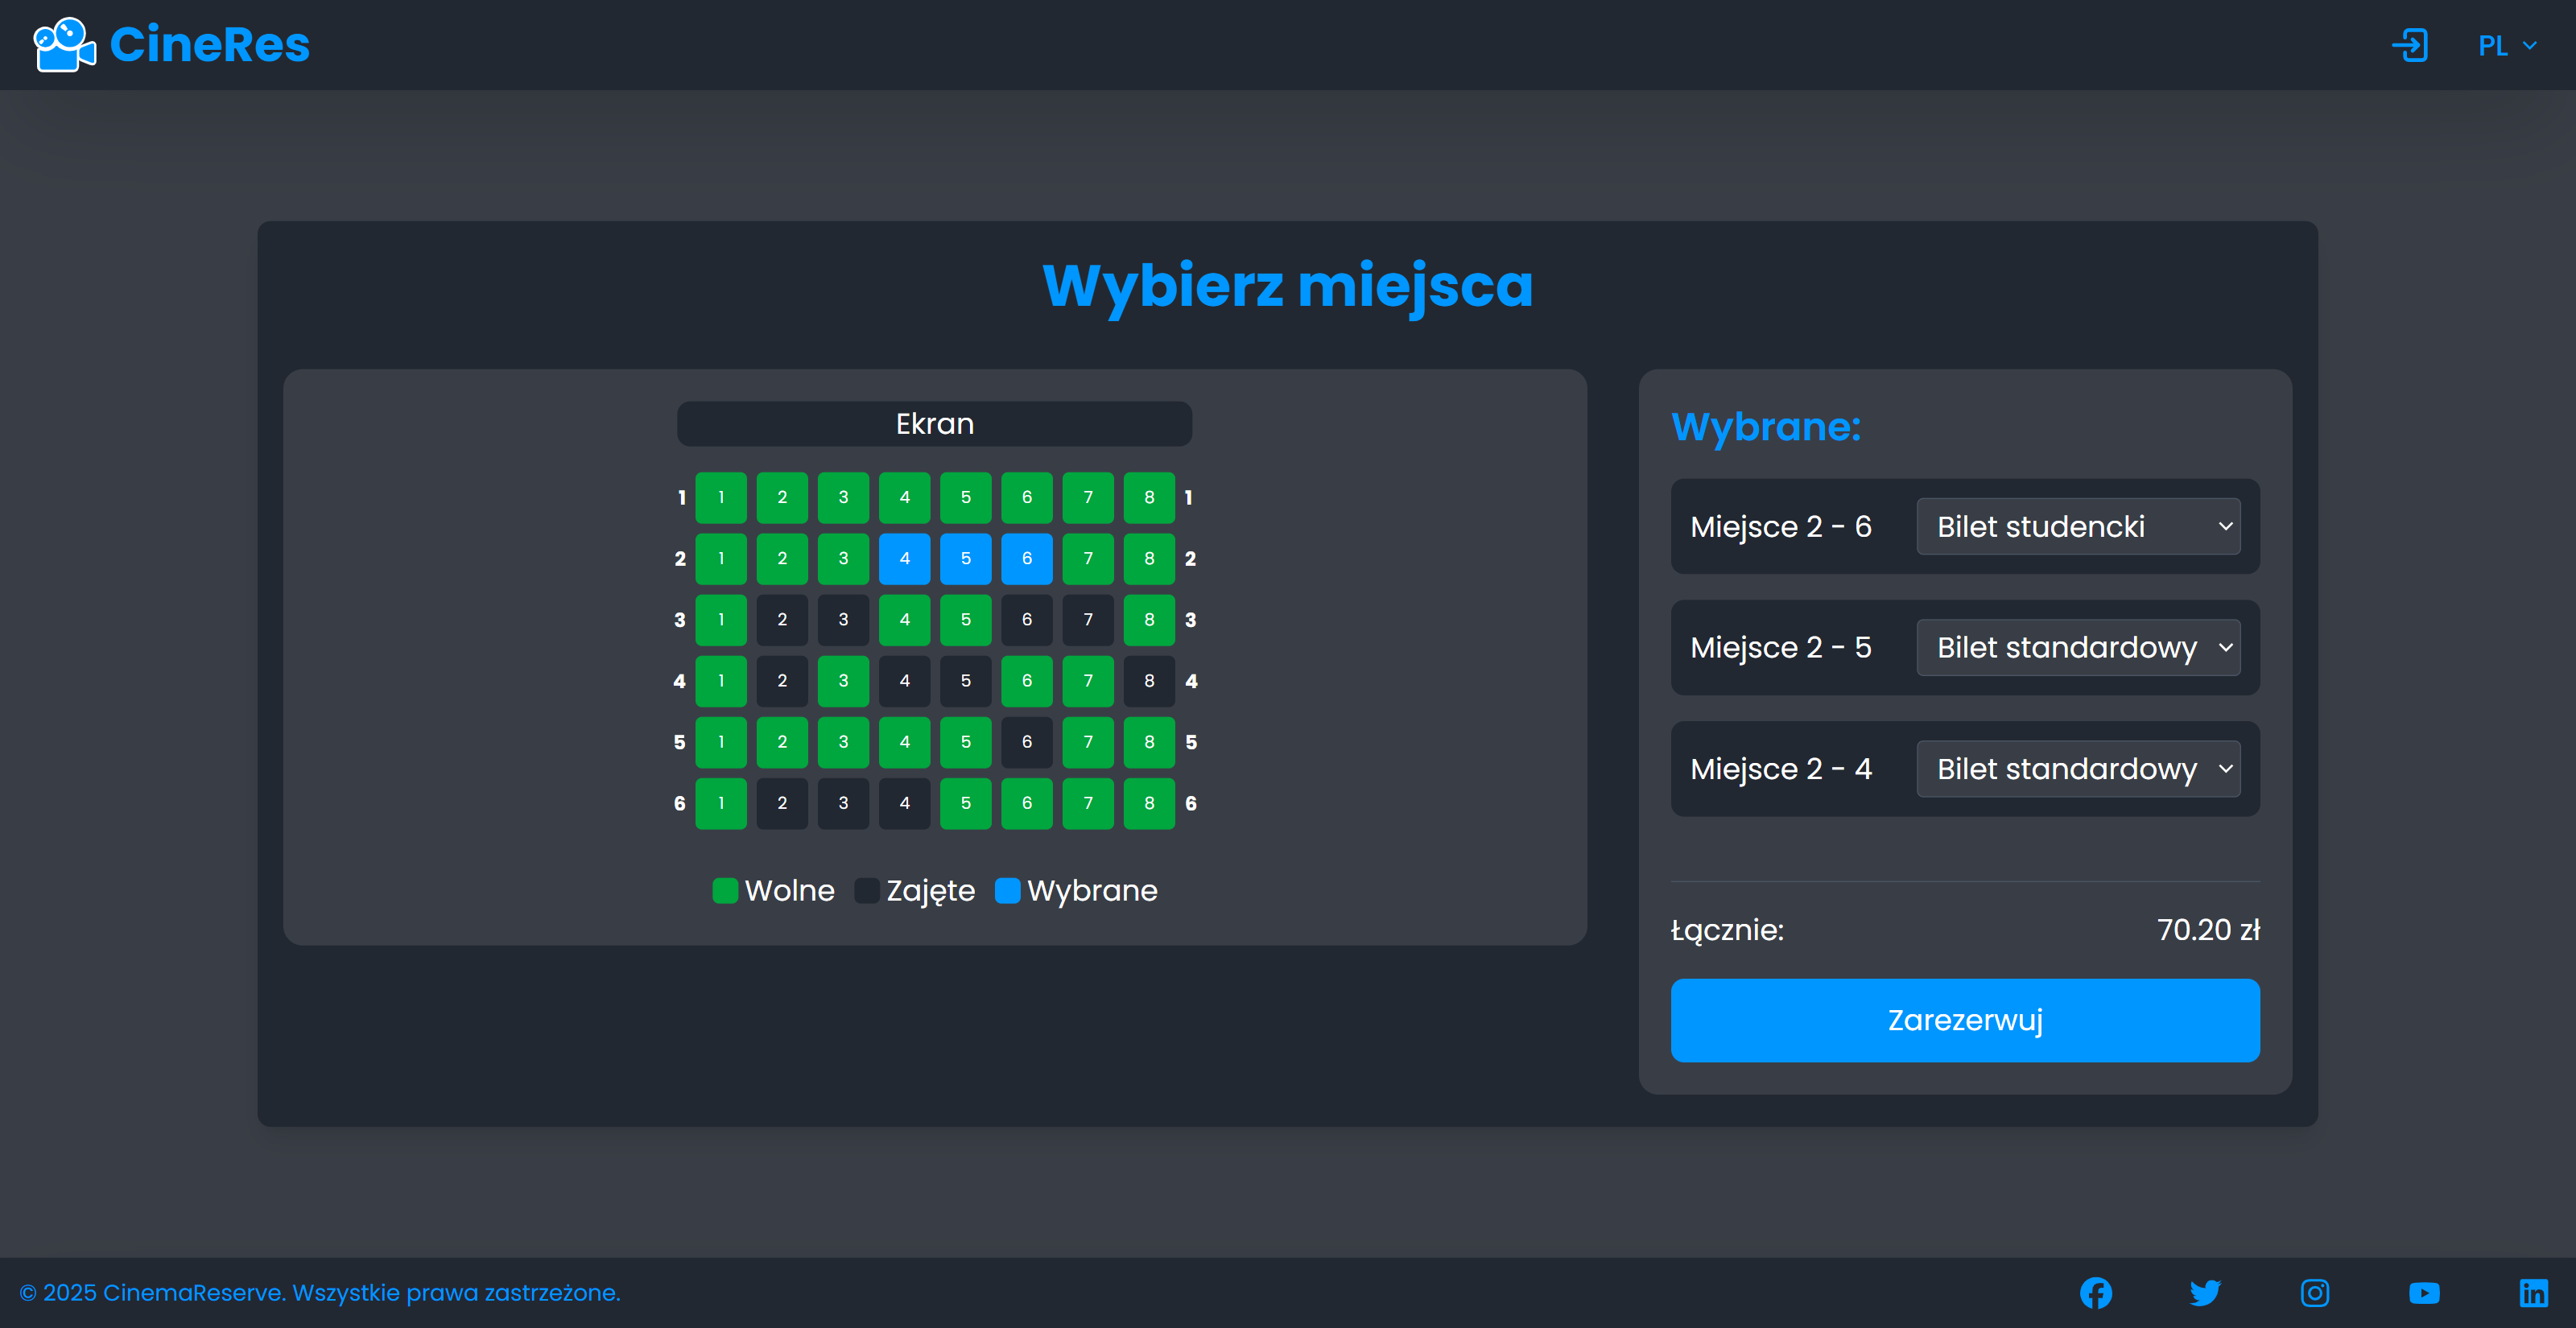 CineRes
PL
Wybierz miejsca
Ekran
1 1 2 3 4 5 6 7 8 1
2 1 2 3 4 5 6 7 8 2
3 1 2 3 4 5 6 7 8 3
4 1 2 3 4 5 6 7 8 4
5 1 2 3 4 5 6 7 8 5
6 1 2 3 4 5 6 7 8 6
Wolne Zajęte Wybrane
Wybrane:
Miejsce 2 - 6 Bilet studencki
Miejsce 2 - 5 Bilet standardowy
Miejsce 2 - 4 Bilet standardowy
Łącznie: 70.20 zł
Zarezerwuj
© 2025 CinemaReserve. Wszystkie prawa zastrzeżone.